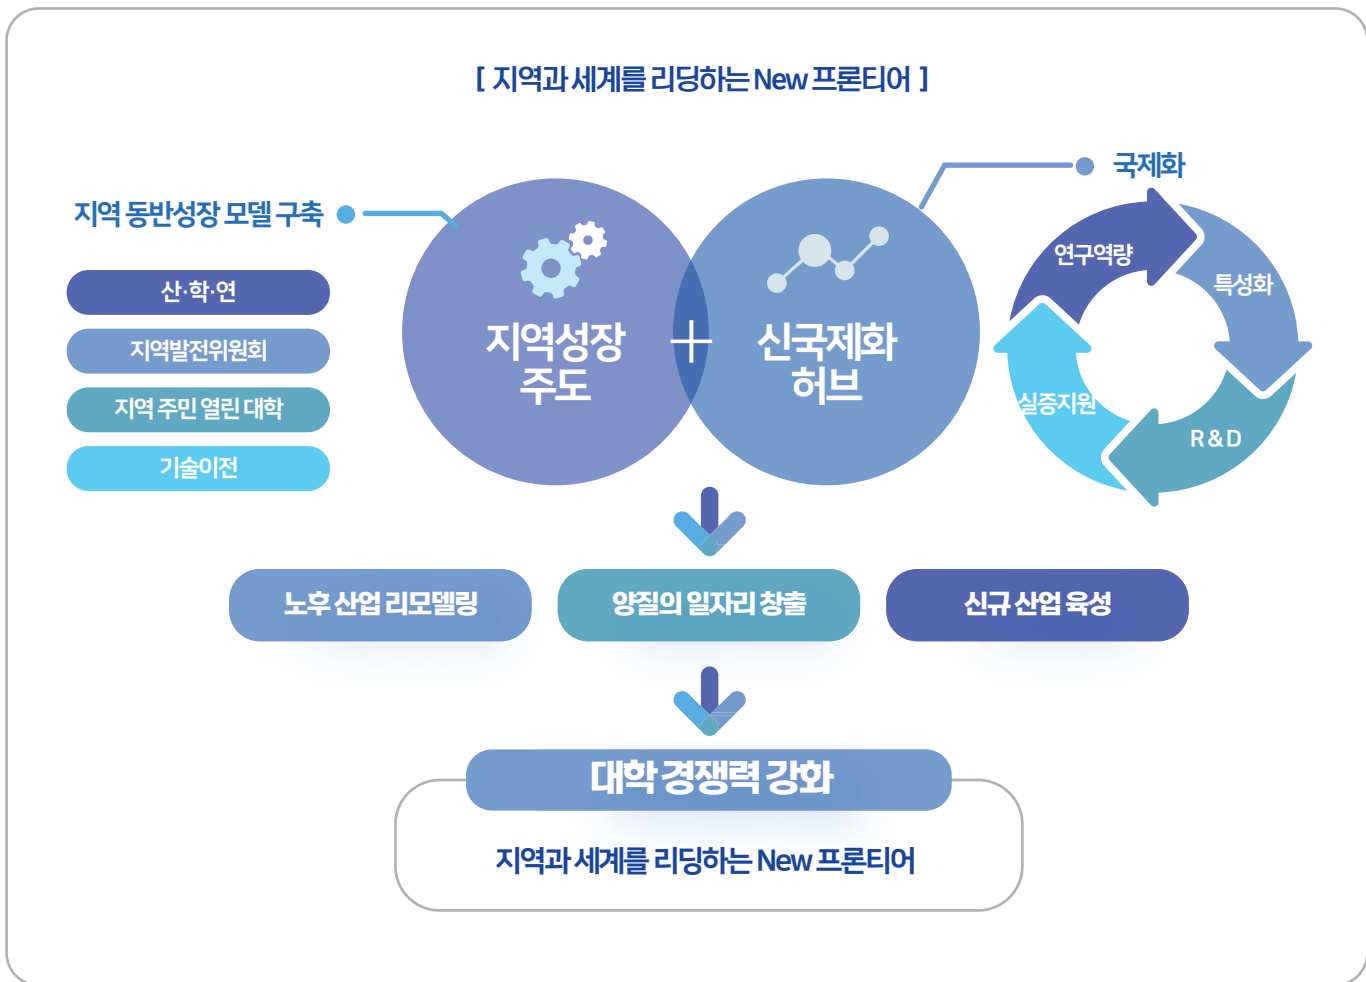 [ 지역과 세계를 리딩하는 New 프론티어 ]
지역 동반성장 모델 구축
산·학·연
지역발전위원회
지역 주민 열린 대학
기술이전
지역성장
주도
신국제화
허브
국제화
연구역량
특성화
실증지원
R&D
노후 산업 리모델링
양질의 일자리 창출
신규 산업 육성
대학 경쟁력 강화
지역과 세계를 리딩하는 New 프론티어